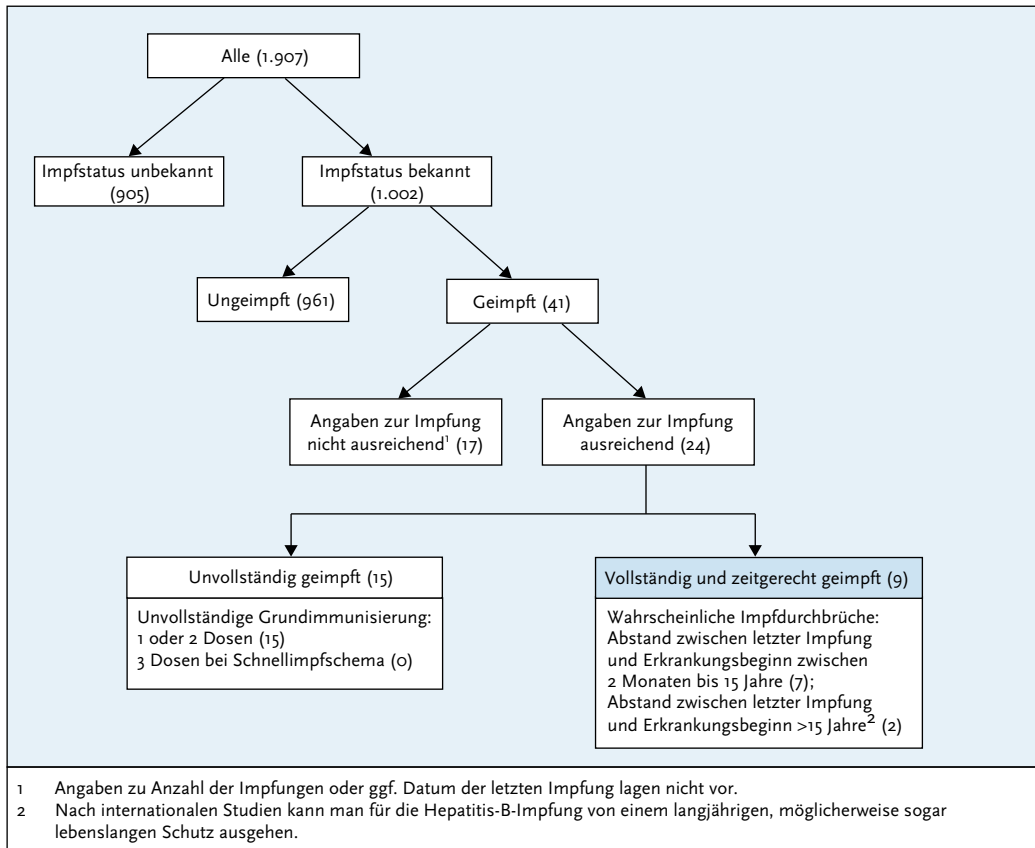 Alle (1.907)
Impfstatus unbekannt
(905)
Impfstatus bekannt
(1.002)
Ungeimpft (961)
Geimpft (41)
Angaben zur Impfung
nicht ausreichend¹ (17)
Angaben zur Impfung
ausreichend (24)
Unvollständig geimpft (15)
Unvollständige Grundimmunisierung:
1 oder 2 Dosen (15)
3 Dosen bei Schnellimpfschema (0)
Vollständig und zeitgerecht geimpft (9)
Wahrscheinliche Impfdurchbrüche:
Abstand zwischen letzter Impfung
und Erkrankungsbeginn zwischen
2 Monaten bis 15 Jahre (7);
Abstand zwischen letzter Impfung
und Erkrankungsbeginn >15 Jahre² (2)
1 Angaben zu Anzahl der Impfungen oder ggf. Datum der letzten Impfung lagen nicht vor.
2 Nach internationalen Studien kann man für die Hepatitis-B-Impfung von einem langjährigen, möglicherweise sogar
lebenslangen Schutz ausgehen.